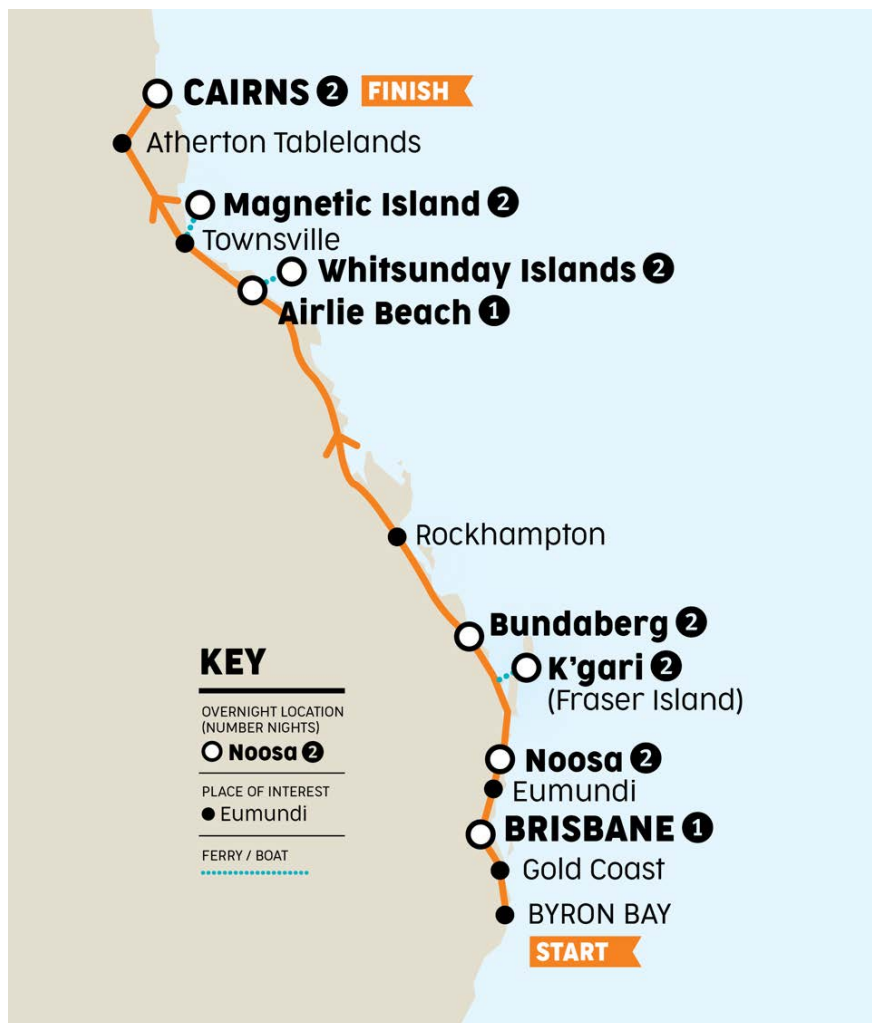 CAIRNS 2 FINISH
Atherton Tablelands
Magnetic Island 2
Townsville
Whitsunday Islands 2
Airlie Beach 1
Rockhampton
Bundaberg 2
K'gari 2
(Fraser Island)
Noosa 2
Eumundi
BRISBANE 1
Gold Coast
BYRON BAY
START
KEY
OVERNIGHT LOCATION
(NUMBER NIGHTS)
Noosa 2
PLACE OF INTEREST
Eumundi
FERRY / BOAT